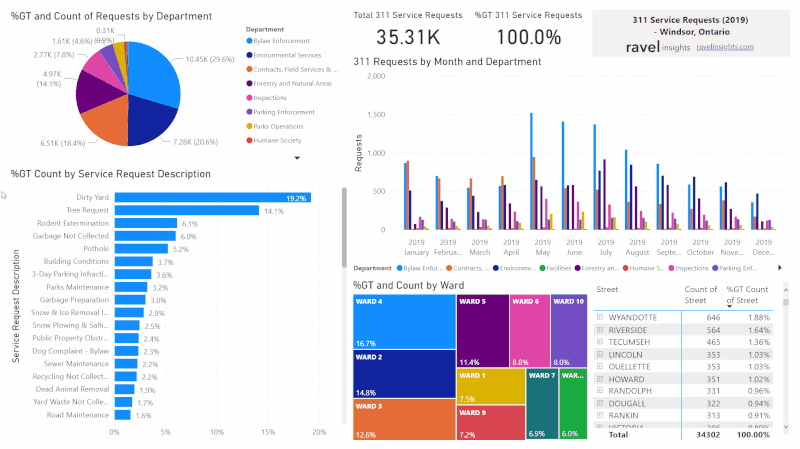 %GT and Count of Requests by Department
0.31K
1.61K (4.6%) (0.9%)
2.77K (7.8%)
4.97K
(14.1%)
6.51K (18.4%)
10.45K (29.6%)
7.28K (20.6%)
Department
Bylaw Enforcement
Environmental Services
Contracts, Field Services & ...
Forestry and Natural Areas
Inspections
Parking Enforcement
Parks Operations
Humane Society
Total 311 Service Requests
35.31K
%GT 311 Service Requests
100.0%
311 Service Requests (2019)
- Windsor, Ontario
ravel insights ravelinsights.com
311 Requests by Month and Department
Requests
2,000
1,500
1,000
500
0
2019 2019 2019 2019 2019 2019 2019 2019 2019 2019 2019 2019
January Februa... March April May June July August Septe... October Nove... Dece...
Department Bylaw Enfor... Contracts, ... Environme... Facilities Forestry an... Humane S... Inspections Parking Enf...
%GT Count by Service Request Description
Service Request Description
Dirty Yard 19.2%
Tree Request 14.1%
Rodent Extermination 6.1%
Garbage Not Collected 6.0%
Pothole 5.2%
Building Conditions 3.7%
3-Day Parking Infracti... 3.6%
Parks Maintenance 3.2%
Garbage Preparation 3.0%
Snow & Ice Removal I... 2.9%
Snow Plowing & Salti... 2.5%
Public Property Obstr... 2.4%
Dog Complaint - Bylaw 2.3%
Sewer Maintenance 2.2%
Recycling Not Collect... 2.2%
Dead Animal Removal 1.9%
Yard Waste Not Colle... 1.7%
Road Maintenance 1.6%
0% 5% 10% 15% 20%
%GT and Count by Ward
WARD 4
16.7%
WARD 2
14.8%
WARD 3
12.6%
WARD 5
11.4%
WARD 6
8.8%
WARD 10
8.0%
WARD 1
7.5%
WARD 9
7.2%
WARD 7
6.9%
WAR...
6.0%
Street Count of Street %GT Count of Street
WYANDOTTE 646 1.88%
RIVERSIDE 564 1.64%
TECUMSEH 465 1.36%
LINCOLN 353 1.03%
OUELLETTE 353 1.03%
HOWARD 351 1.02%
RANDOLPH 331 0.96%
DOUGALL 322 0.94%
RANKIN 313 0.91%
VICTORIA 306 0.89%
Total 34302 100.00%